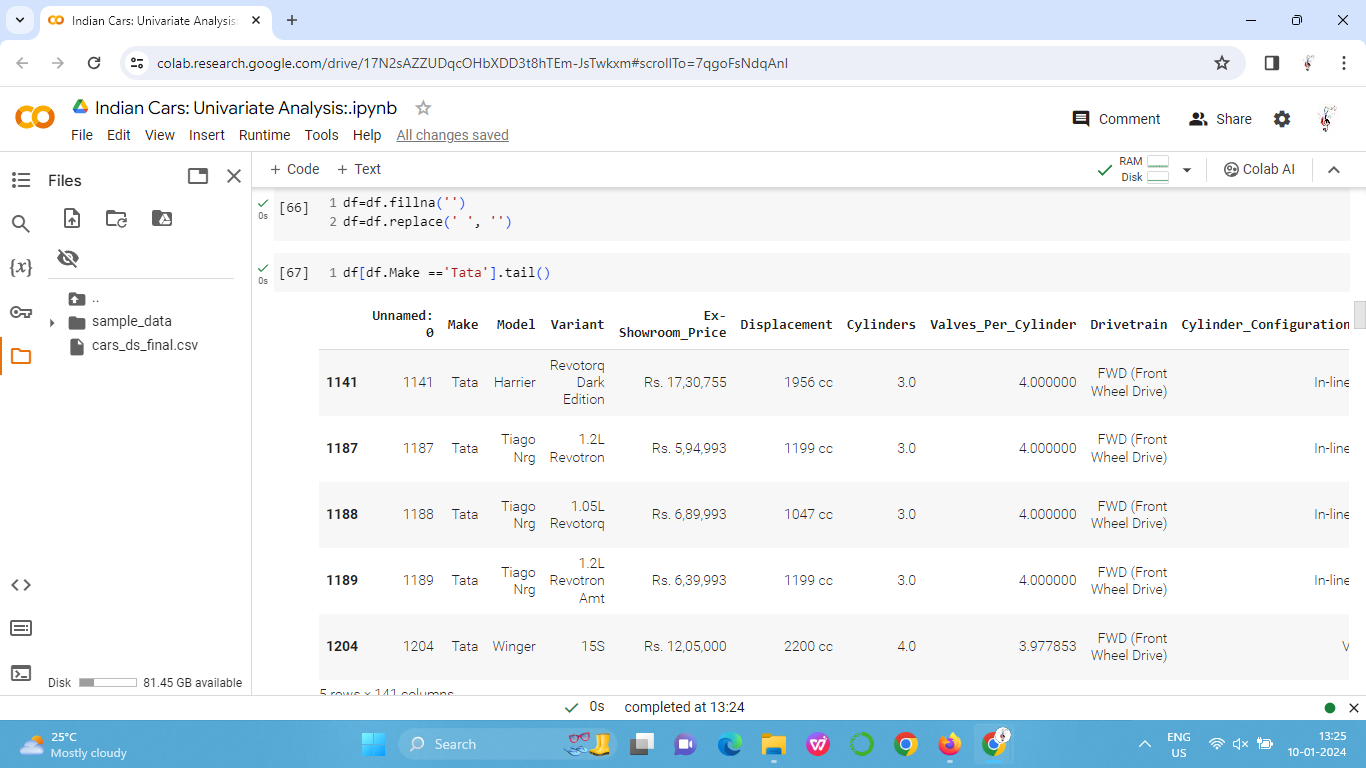 Indian Cars: Univariate Analysis
colab.research.google.com/drive/17N2sAZZUDqcOHbXDD3t8hTEm-JsTwkxm#scrollTo=7qgoFsNdqAnI
Indian Cars: Univariate Analysis:.ipynb
File Edit View Insert Runtime Tools Help All changes saved
Comment Share
Files
+ Code + Text
RAM
Disk
Colab AI
[66] 1 df=df.fillna('')
0s
2 df=df.replace(' ', '')
[67] 1 df[df.Make =='Tata'].tail()
0s
..
sample_data
cars_ds_final.csv
Unnamed: 0 Make Model Variant Ex-Showroom_Price Displacement Cylinders Valves_Per_Cylinder Drivetrain Cylinder_Configuration
1141 1141 Tata Harrier Revotorq Dark Edition Rs. 17,30,755 1956 cc 3.0 4.000000 FWD (Front Wheel Drive) In-line
1187 1187 Tata Tiago Nrg 1.2L Revotron Rs. 5,94,993 1199 cc 3.0 4.000000 FWD (Front Wheel Drive) In-line
1188 1188 Tata Tiago Nrg 1.05L Revotorq Rs. 6,89,993 1047 cc 3.0 4.000000 FWD (Front Wheel Drive) In-line
1189 1189 Tata Tiago Nrg 1.2L Revotron Amt Rs. 6,39,993 1199 cc 3.0 4.000000 FWD (Front Wheel Drive) In-line
1204 1204 Tata Winger 15S Rs. 12,05,000 2200 cc 4.0 3.977853 FWD (Front Wheel Drive) V
5 rows × 141 columns
Disk 81.45 GB available
0s completed at 13:24
25°C
Mostly cloudy
Search
ENG
US
13:25
10-01-2024